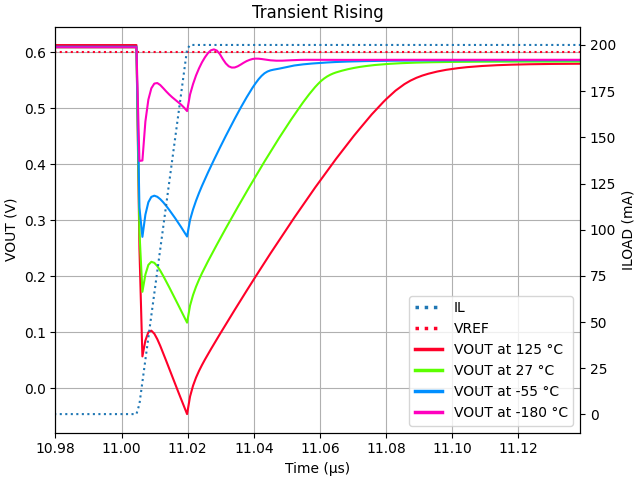 Transient Rising
VOUT (V)
0.6
0.5
0.4
0.3
0.2
0.1
0.0
200
175
150
125
100
75
50
25
0
ILOAD (mA)
IL
VREF
VOUT at 125 °C
VOUT at 27 °C
VOUT at -55 °C
VOUT at -180 °C
10.98 11.00 11.02 11.04 11.06 11.08 11.10 11.12
Time (μs)